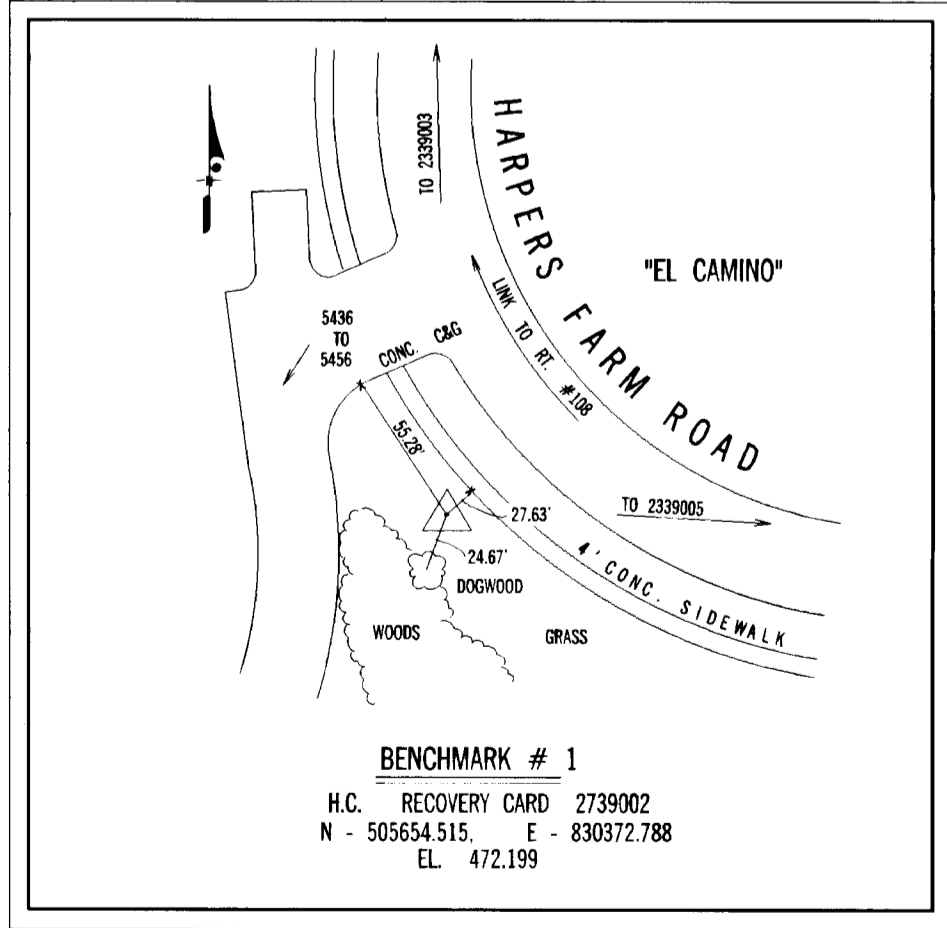 HARPERS FARM ROAD
TO 2339003
"EL CAMINO"
LINK TO RT. #108
5436
TO
5456
CONC. C&G
55.28'
27.63'
TO 2339005
24.67'
DOGWOOD
4' CONC. SIDEWALK
WOODS
GRASS
BENCHMARK # 1
H.C. RECOVERY CARD 2739002
N - 505654.515, E - 830372.788
EL. 472.199